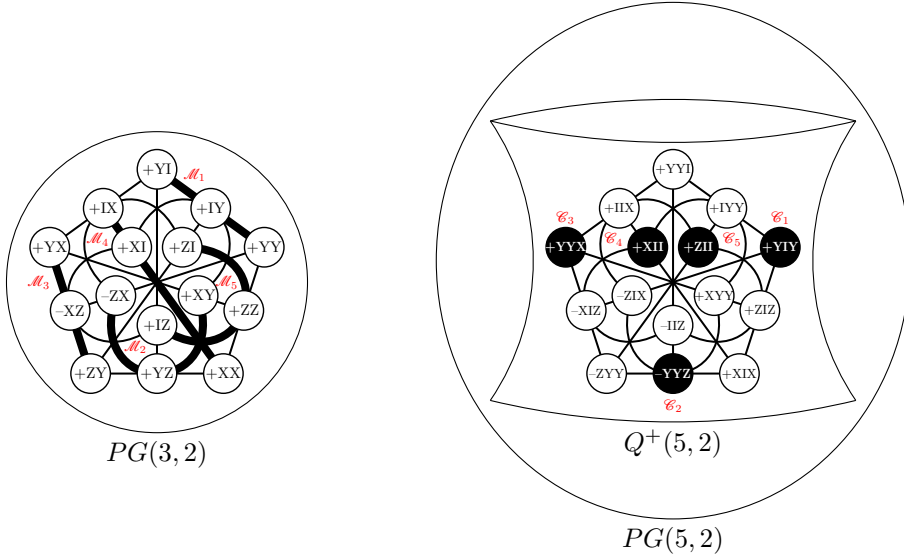 +YI
ℳ₁
+IX
+IY
ℳ₄
+YX
+XI
+ZI
+YY
ℳ₃
ℳ₅
–ZX
+XY
–XZ
+IZ
+ZZ
ℳ₂
+ZY
+YZ
+XX
PG(3, 2)
+YYI
+IIX
+IYY
𝒞₃
𝒞₁
𝒞₄
𝒞₅
+YYX
+XII
+ZII
+YIY
–ZIX
+XYY
–XIZ
–IIZ
+ZIZ
–ZYY
–YYZ
+XIX
𝒞₂
Q⁺(5, 2)
PG(5, 2)